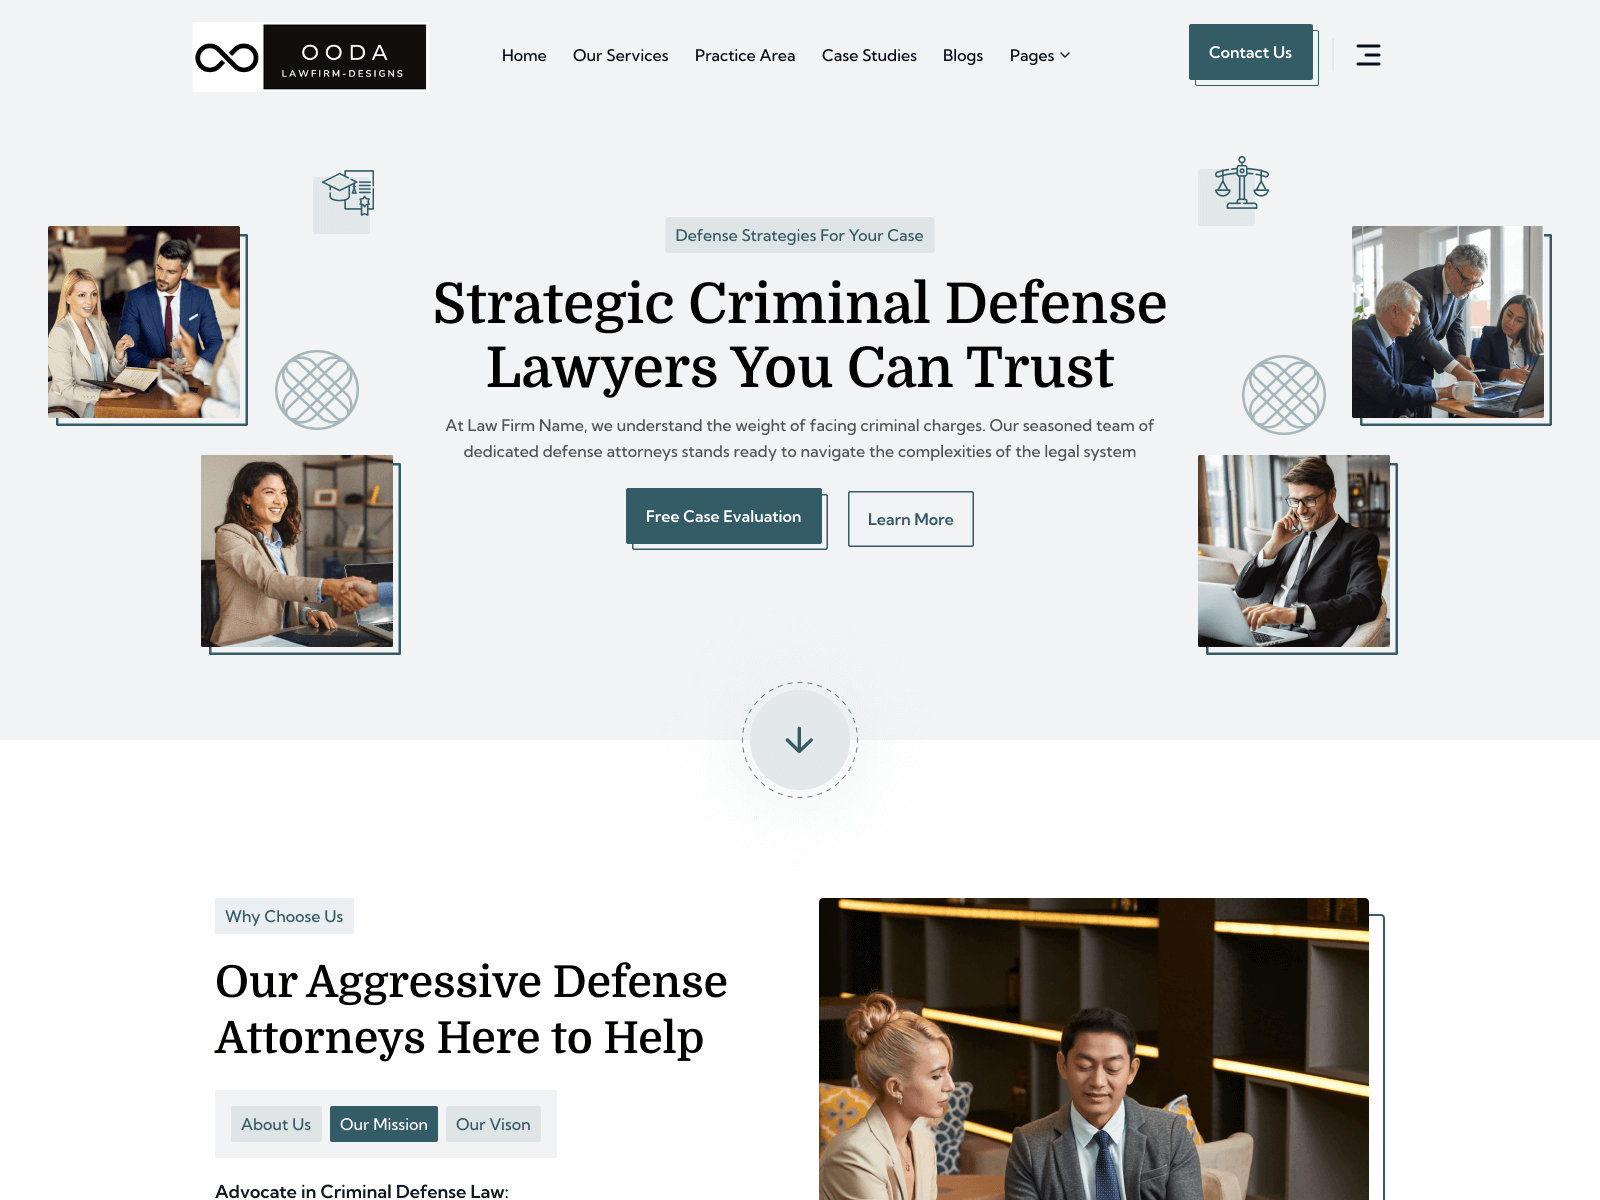 OODA
LAWFIRM-DESIGNS
Home
Our Services
Practice Area
Case Studies
Blogs
Pages
Contact Us
Defense Strategies For Your Case
Strategic Criminal Defense
Lawyers You Can Trust
At Law Firm Name, we understand the weight of facing criminal charges. Our seasoned team of
dedicated defense attorneys stands ready to navigate the complexities of the legal system
Free Case Evaluation
Learn More
Why Choose Us
Our Aggressive Defense
Attorneys Here to Help
About Us
Our Mission
Our Vison
Advocate in Criminal Defense Law: